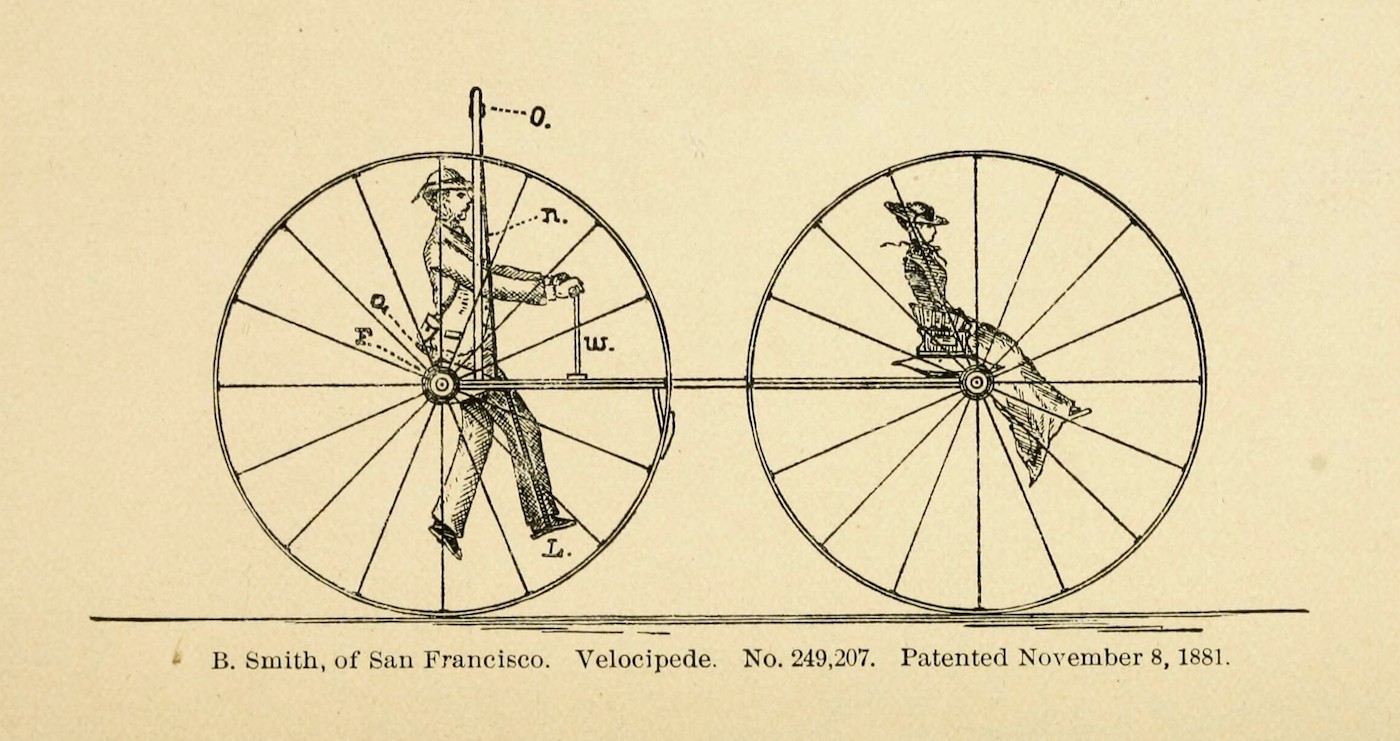 O.
n.
a.
F.
w.
L.
B. Smith, of San Francisco. Velocipede. No. 249,207. Patented November 8, 1881.